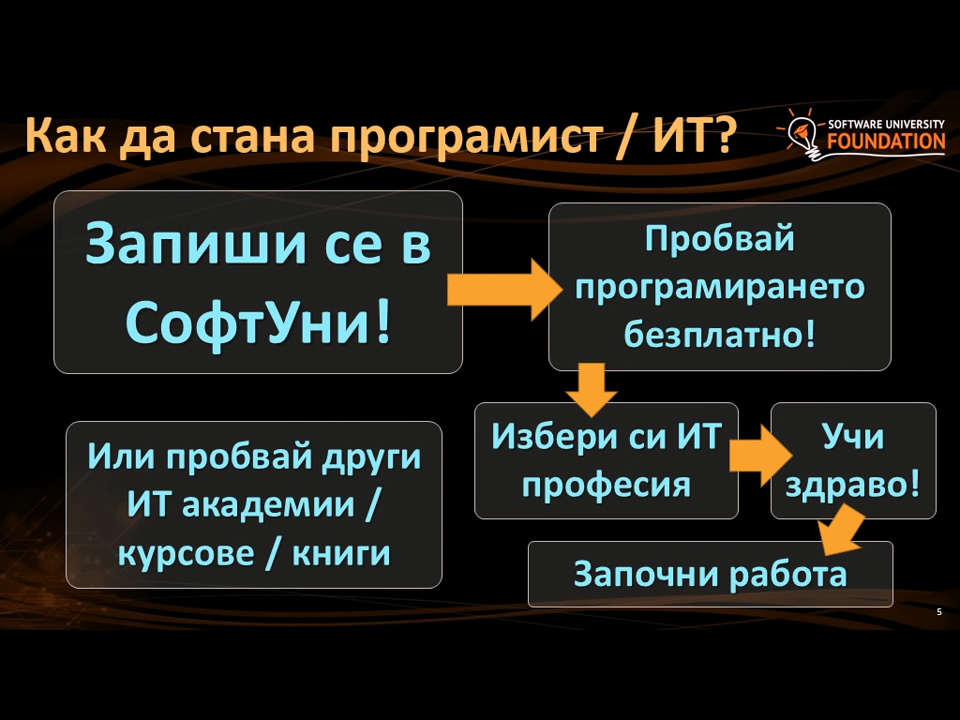 Как да стана програмист / ИТ?
SOFTWARE UNIVERSITY
FOUNDATION
Запиши се в
СофтУни!
Пробвай
програмирането
безплатно!
Избери си ИТ
професия
Учи
здраво!
Или пробвай други
ИТ академии /
курсове / книги
Започни работа
5